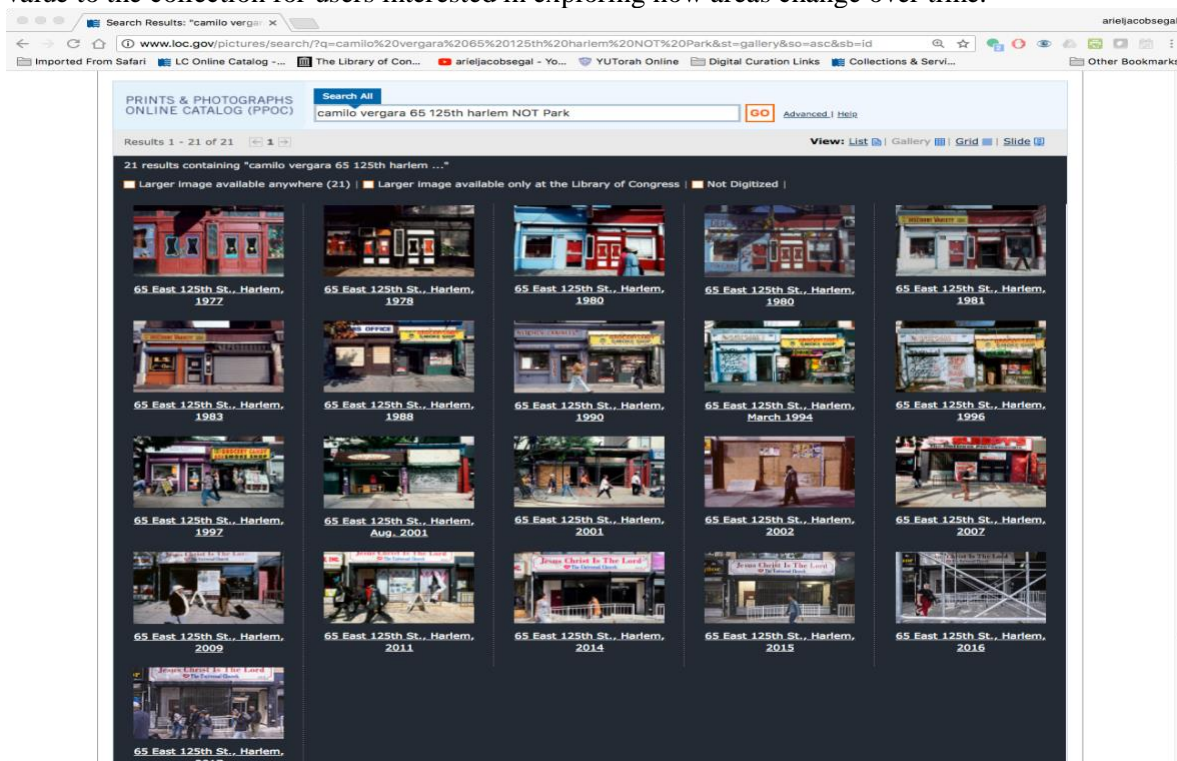 value to the collection for users interested in exploring how areas change over time.
Search Results: "camilo vergar
arieljacobsegal
www.loc.gov/pictures/search/?q=camilo%20vergara%2065%20125th%20harlem%20NOT%20Park&st=gallery&so=asc&sb=id
Imported From Safari LC Online Catalog -... The Library of Con... arieljacobsegal - Yo... YUTorah Online Digital Curation Links Collections & Servi... Other Bookmarks
PRINTS & PHOTOGRAPHS
ONLINE CATALOG (PPOC)
Search All
camilo vergara 65 125th harlem NOT Park GO Advanced | Help
Results 1 - 21 of 21 1 View: List | Gallery | Grid | Slide
21 results containing "camilo vergara 65 125th harlem ..."
Larger image available anywhere (21) | Larger image available only at the Library of Congress | Not Digitized |
65 East 125th St., Harlem, 65 East 125th St., Harlem, 65 East 125th St., Harlem, 65 East 125th St., Harlem, 65 East 125th St., Harlem,
1977 1978 1980 1980 1981
65 East 125th St., Harlem, 65 East 125th St., Harlem, 65 East 125th St., Harlem, 65 East 125th St., Harlem, 65 East 125th St., Harlem,
1983 1988 1990 March 1994 1996
65 East 125th St., Harlem, 65 East 125th St., Harlem, 65 East 125th St., Harlem, 65 East 125th St., Harlem, 65 East 125th St., Harlem,
1997 Aug. 2001 2001 2002 2007
Jesus Christ Is The Lord
65 East 125th St., Harlem, 65 East 125th St., Harlem, 65 East 125th St., Harlem, 65 East 125th St., Harlem, 65 East 125th St., Harlem,
2009 2011 2014 2015 2016
Jesus Christ Is The Lord
65 East 125th St., Harlem,